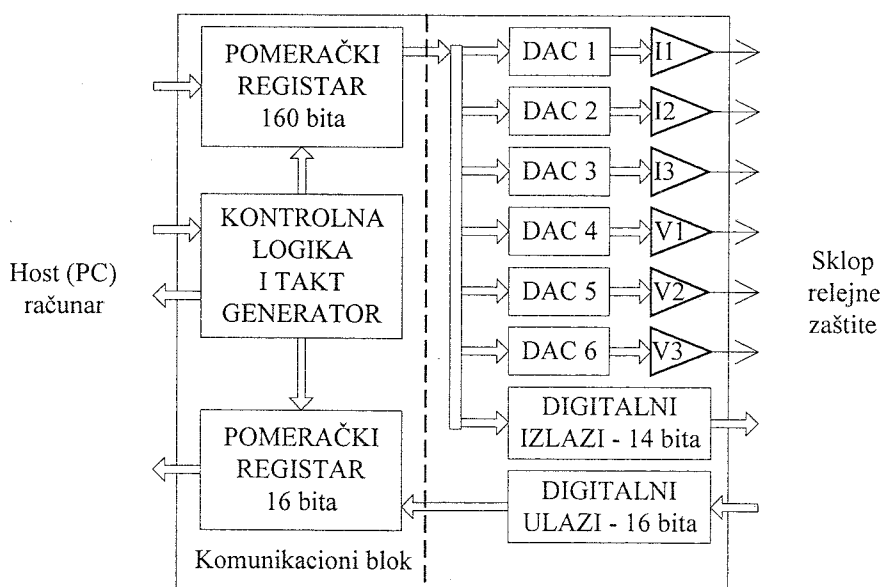 POMERAČKI
REGISTAR
160 bita
KONTROLNA
LOGIKA
I TAKT
GENERATOR
POMERAČKI
REGISTAR
16 bita
Komunikacioni blok
Host (PC)
računar
DAC 1
I1
DAC 2
I2
DAC 3
I3
DAC 4
V1
DAC 5
V2
DAC 6
V3
DIGITALNI
IZLAZI - 14 bita
DIGITALNI
ULAZI - 16 bita
Sklop
relejne
zaštite